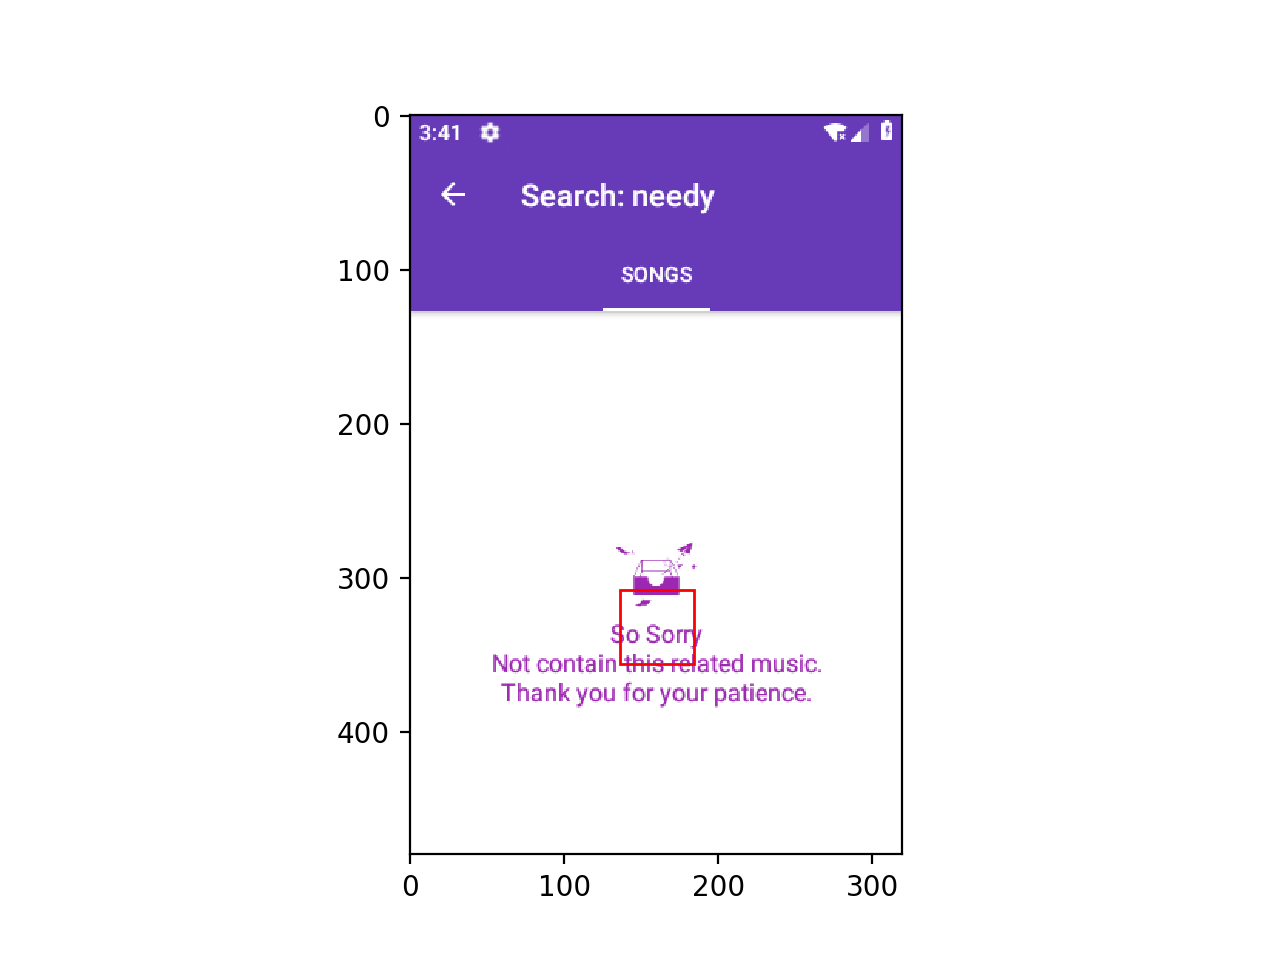 0
3:41
Search: needy
100
SONGS
200
300
So Sorry
Not contain this related music.
Thank you for your patience.
400
0 100 200 300